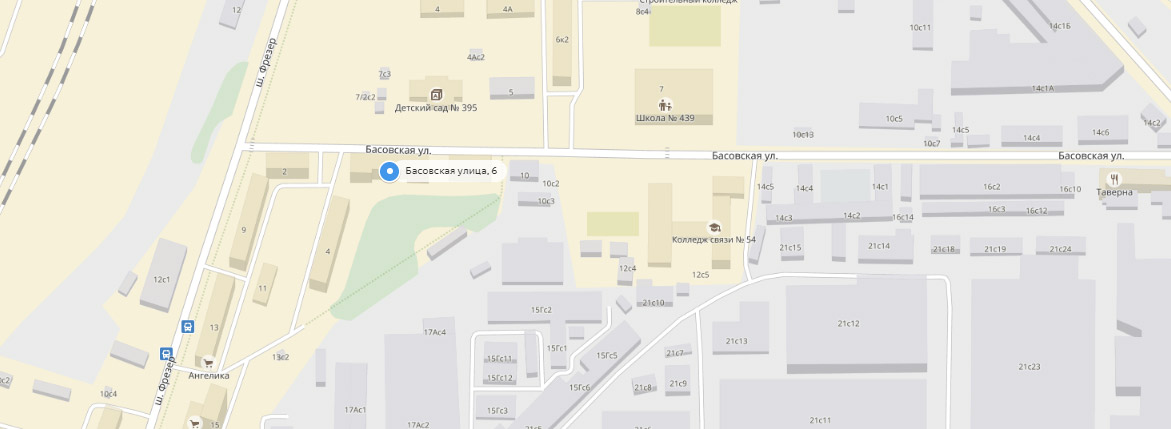 Строительный колледж
12
4
4А
8с4
10с11
14с1Б
6к2
ш. Фрезер
4Ас2
7с3
5
7
14с1А
7/2с2
Детский сад № 395
Школа № 439
10с5
14с5
14с6
14с2
10с13
14с4
10с7
Басовская ул.
Басовская ул.
Басовская ул.
2
Басовская улица, 6
10
10с2
14с5
14с4
14с1
16с2
16с10
Таверна
10с3
14с3
14с2
16с14
16с3
16с12
9
Колледж связи № 54
4
21с15
21с14
21с18
21с19
21с24
12с1
12с4
12с5
11
21с10
15Гс2
13
17Ас4
21с12
21с13
13с2
15Гс11
15Гс1
15Гс5
21с7
Ангелика
ш. Фрезер
15Гс12
15Гс6
21с8
21с9
21с23
10с4
17Ас1
15Гс3
15
21с11